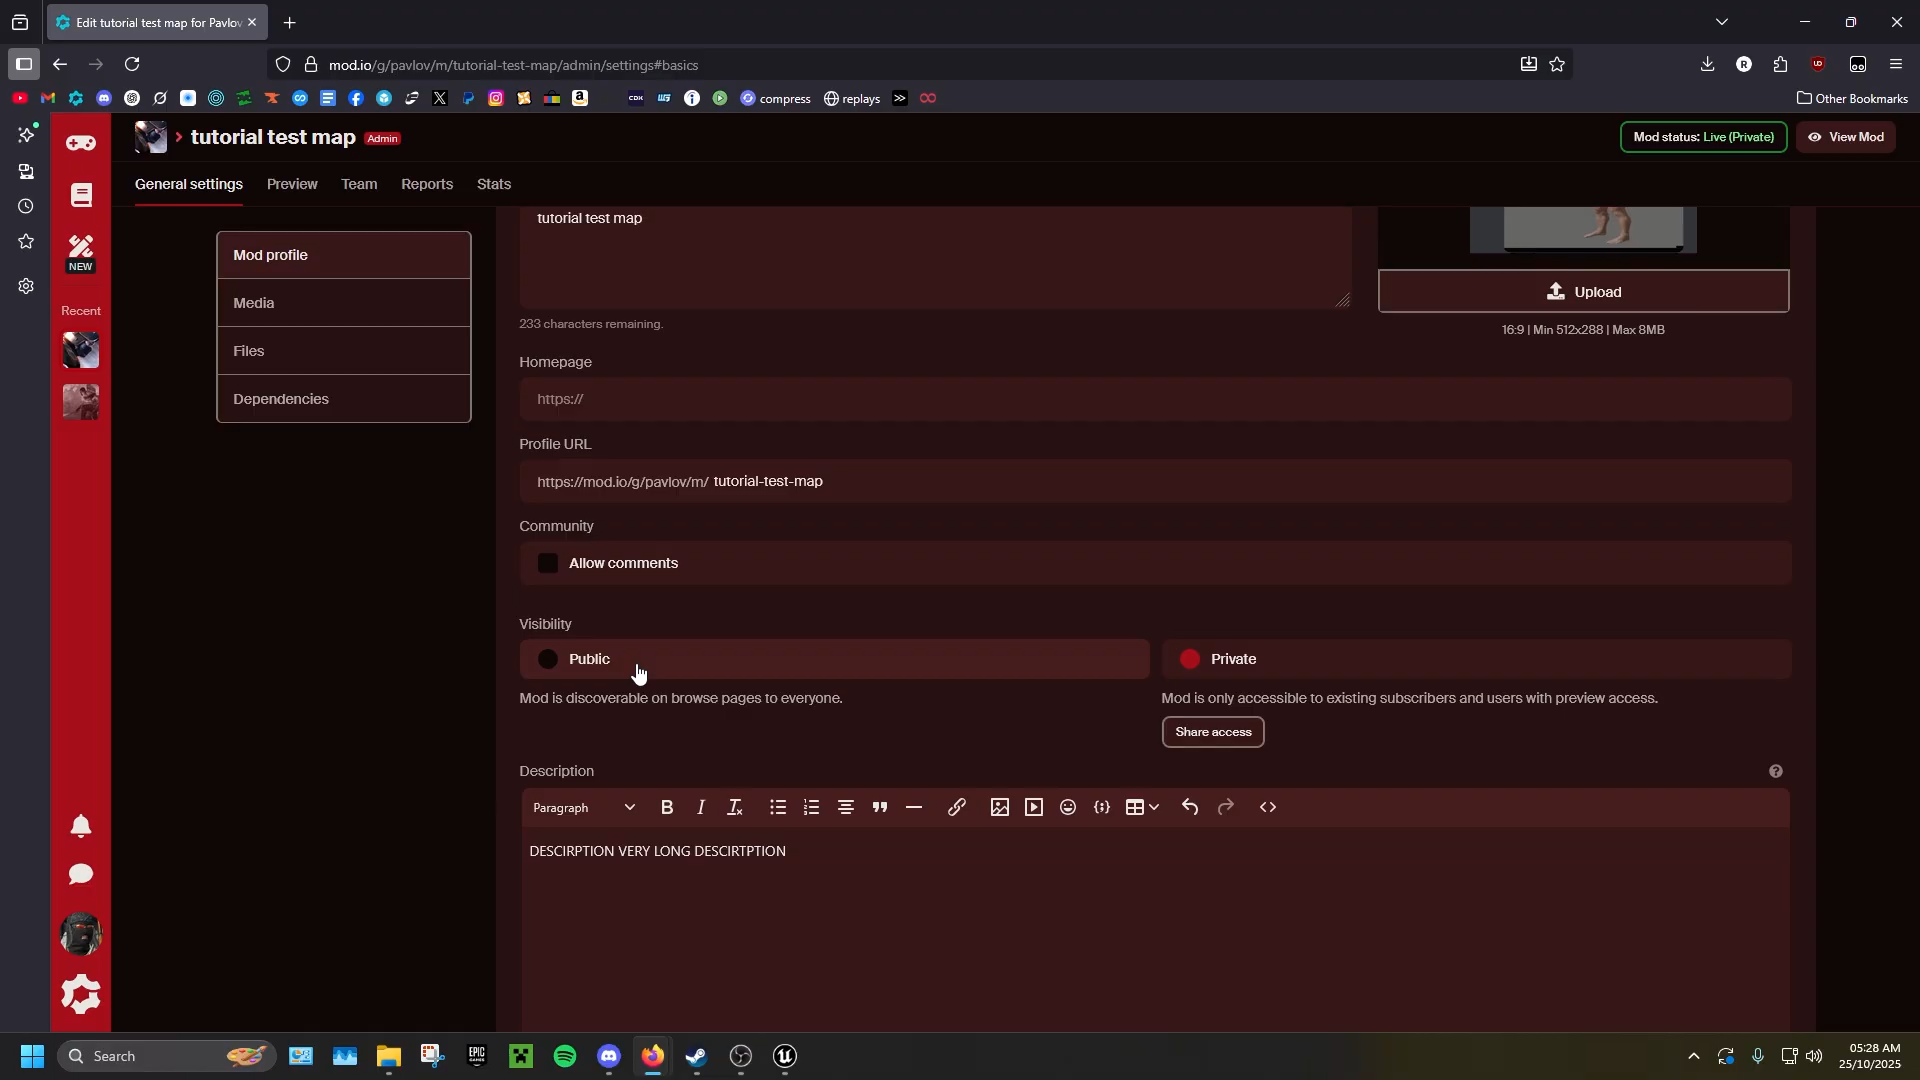 Edit tutorial test map for Pavlov
mod.io/g/pavlov/m/tutorial-test-map/admin/settings#basics
compress
replays
Other Bookmarks
tutorial test map
Admin
Mod status: Live (Private)
View Mod
General settings
Preview
Team
Reports
Stats
NEW
Recent
Mod profile
Media
Files
Dependencies
tutorial test map
233 characters remaining.
Upload
16:9 | Min 512x288 | Max 8MB
Homepage
https://
Profile URL
https://mod.io/g/pavlov/m/ tutorial-test-map
Community
Allow comments
Visibility
Public
Private
Mod is discoverable on browse pages to everyone.
Mod is only accessible to existing subscribers and users with preview access.
Share access
Description
Paragraph
DESCIRPTION VERY LONG DESCIRTPTION
Search
EPIC
GAMES
05:28 AM
25/10/2025